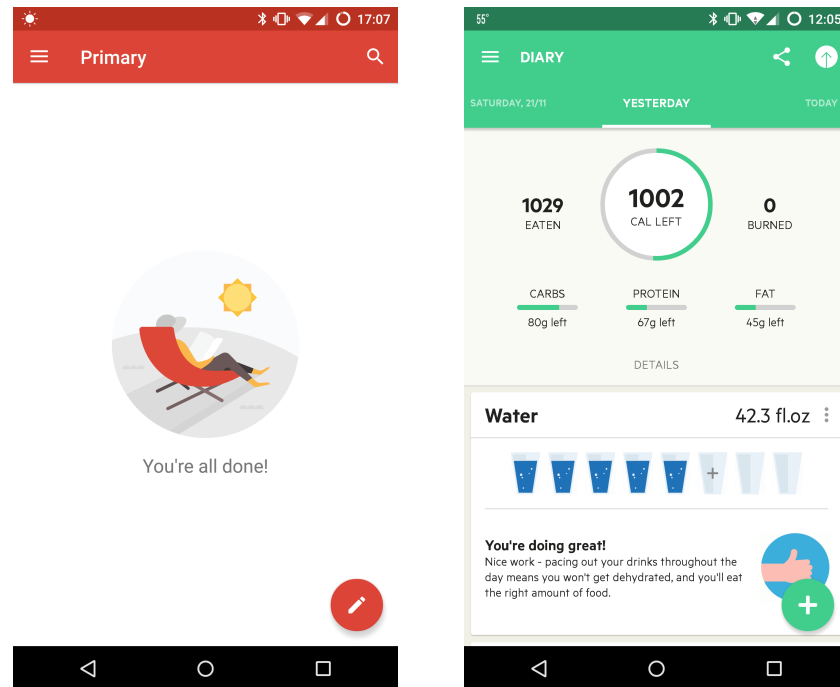 17:07
Primary
You're all done!
55° 12:05
DIARY
SATURDAY, 21/11 YESTERDAY TODAY
1029 EATEN
1002 CAL LEFT
0 BURNED
CARBS PROTEIN FAT
80g left 67g left 45g left
DETAILS
Water 42.3 fl.oz
+
You're doing great!
Nice work - pacing out your drinks throughout the
day means you won't get dehydrated, and you'll eat
the right amount of food.
+